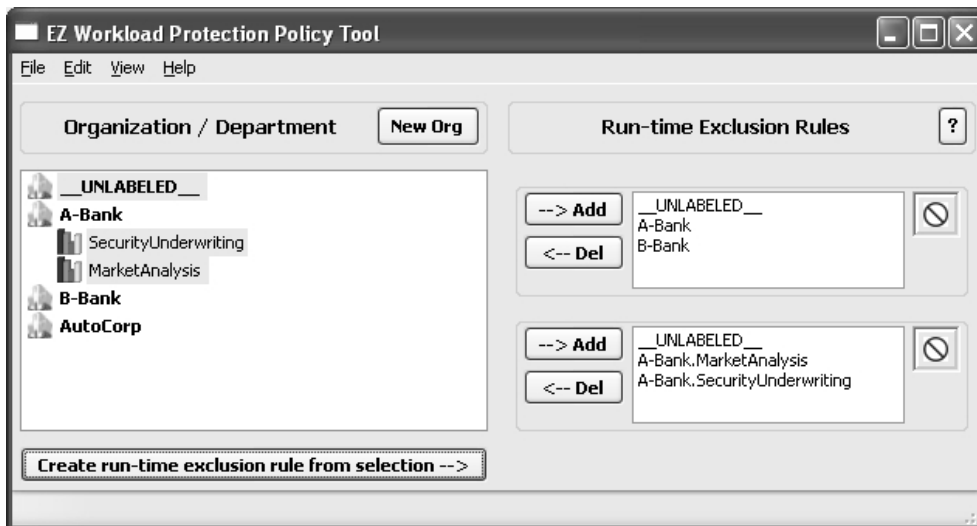 EZ Workload Protection Policy Tool
File Edit View Help
Organization / Department
New Org
__UNLABELED__
A-Bank
SecurityUnderwriting
MarketAnalysis
B-Bank
AutoCorp
Create run-time exclusion rule from selection -->
Run-time Exclusion Rules
?
--> Add
<-- Del
__UNLABELED__
A-Bank
B-Bank
--> Add
<-- Del
__UNLABELED__
A-Bank.MarketAnalysis
A-Bank.SecurityUnderwriting